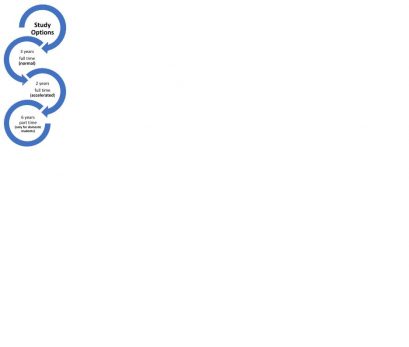 Study
Options
3 years
full time
(normal)
2 years
full time
(accelerated)
6 years
part time
(only for domestic
students)